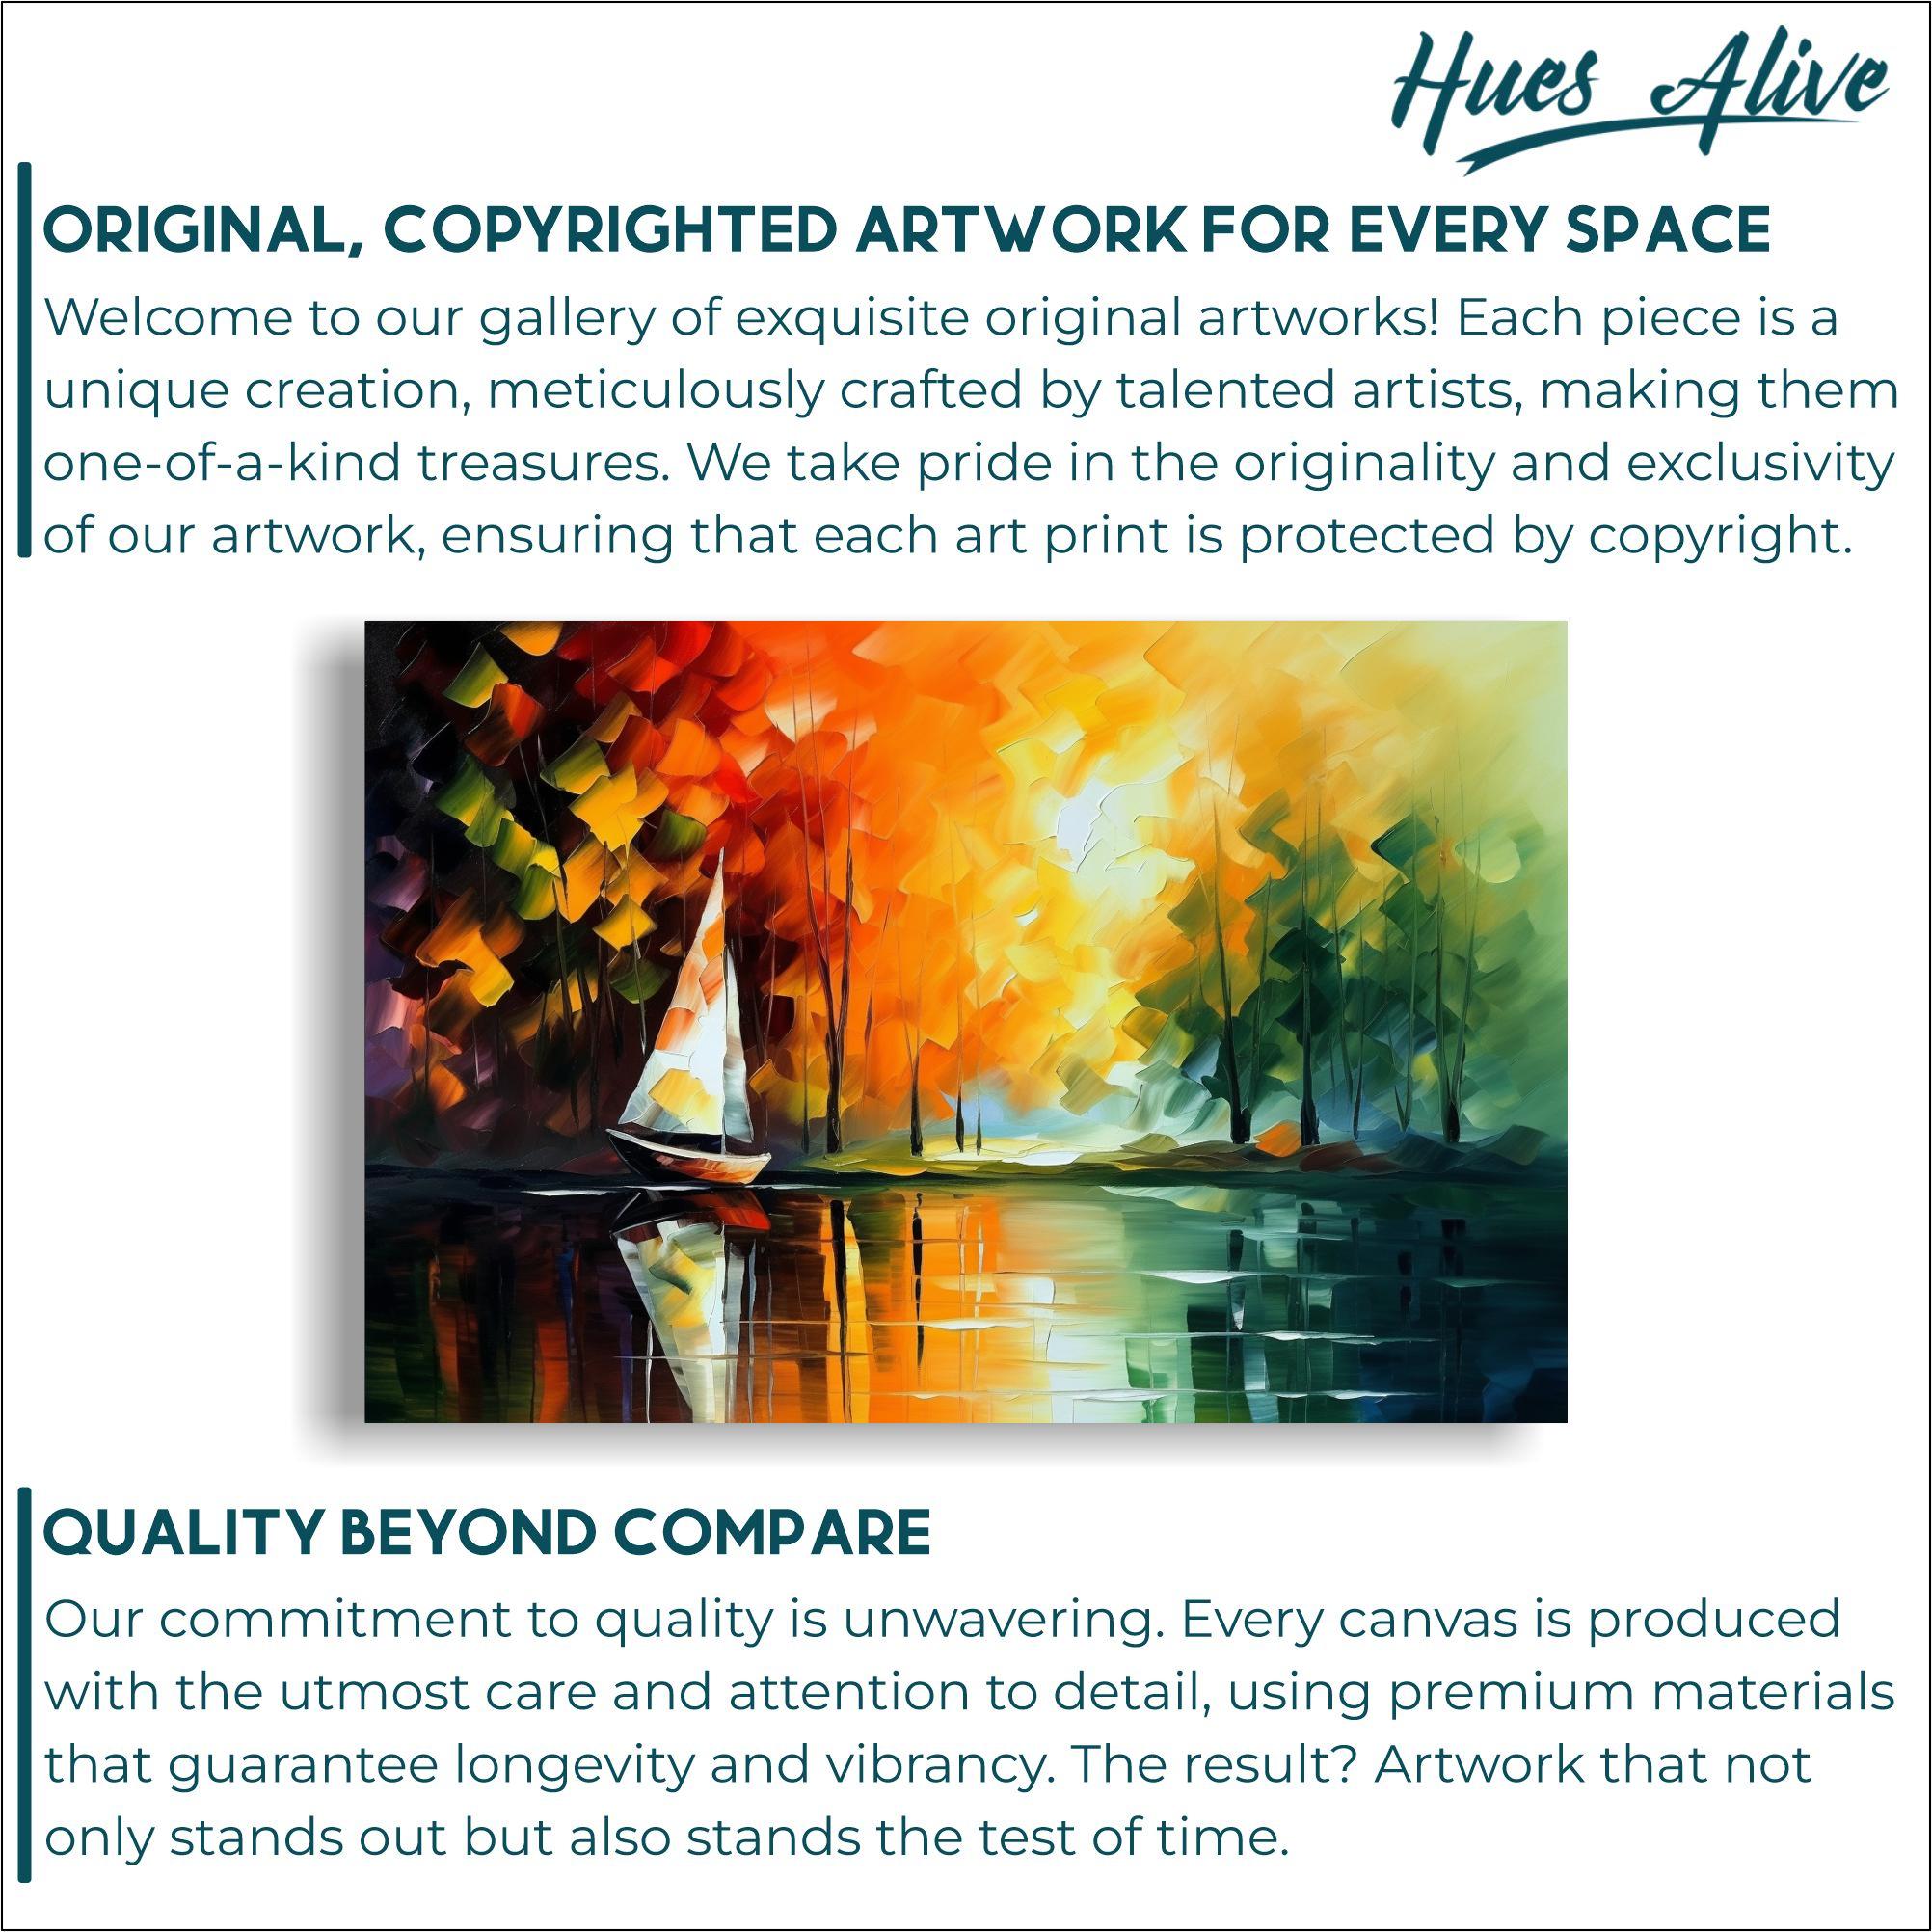 Hues Alive
ORIGINAL, COPYRIGHTED ARTWORK FOR EVERY SPACE
Welcome to our gallery of exquisite original artworks! Each piece is a
unique creation, meticulously crafted by talented artists, making them
one-of-a-kind treasures. We take pride in the originality and exclusivity
of our artwork, ensuring that each art print is protected by copyright.
QUALITY BEYOND COMPARE
Our commitment to quality is unwavering. Every canvas is produced
with the utmost care and attention to detail, using premium materials
that guarantee longevity and vibrancy. The result? Artwork that not
only stands out but also stands the test of time.